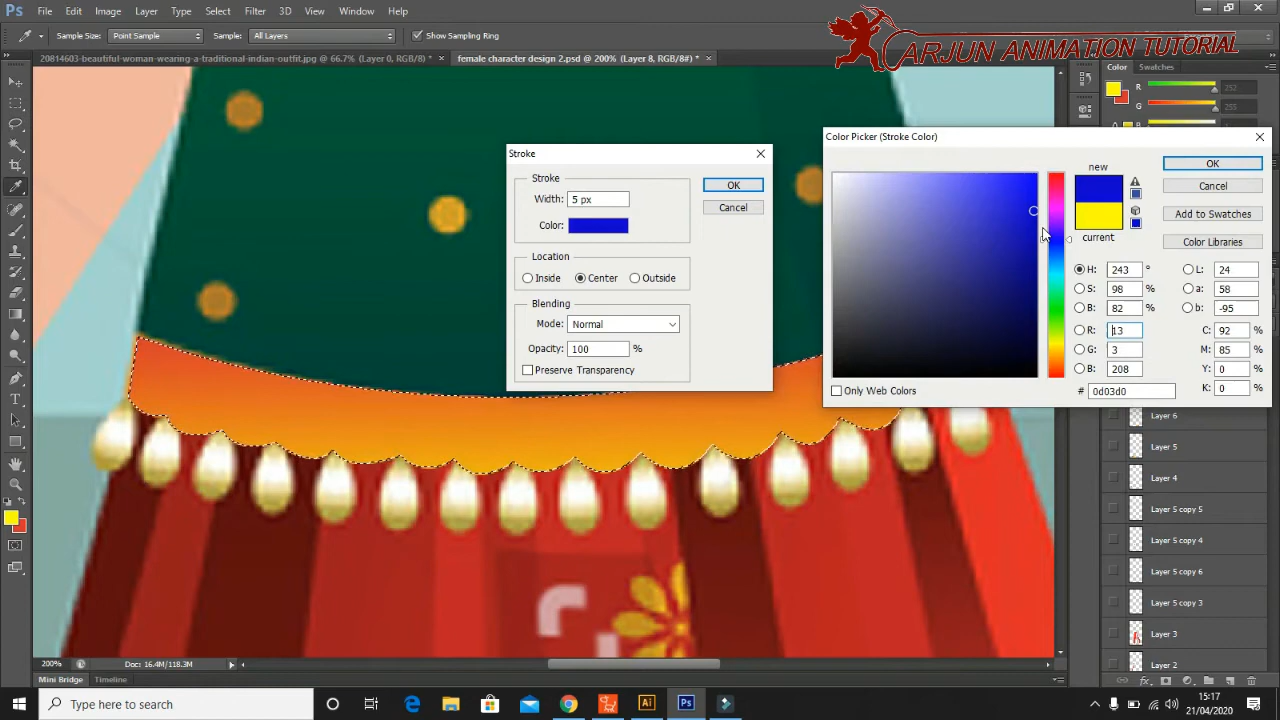 Ps File Edit Image Layer Type Select Filter 3D View Window Help
CARJUN ANIMATION TUTORIAL
Sample Size: Point Sample Sample: All Layers Show Sampling Ring
20814603-beautiful-woman-wearing-a-traditional-indian-outfit.jpg @ 66.7% (Layer 0, RGB/8) * × female character design 2.psd @ 200% (Layer 8, RGB/8#) * ×
Color Swatches
R 252
G 255
B
Stroke
Stroke
Width: 5 px
Color:
OK
Cancel
Location
Inside Center Outside
Blending
Mode: Normal
Opacity: 100 %
Preserve Transparency
Color Picker (Stroke Color)
new
current
OK
Cancel
Add to Swatches
Color Libraries
H: 243 ° L: 24
S: 98 % a: 58
B: 82 % b: -95
R: 13 C: 92 %
G: 3 M: 85 %
B: 208 Y: 0 %
# 0d03d0 K: 0 %
Only Web Colors
Layer 6
Layer 5
Layer 4
Layer 5 copy 5
Layer 5 copy 4
Layer 5 copy 6
Layer 5 copy 3
Layer 3
Layer 2
200% Doc: 16.4M/118.3M
Mini Bridge Timeline
Type here to search
Ai Ps
15:17
21/04/2020